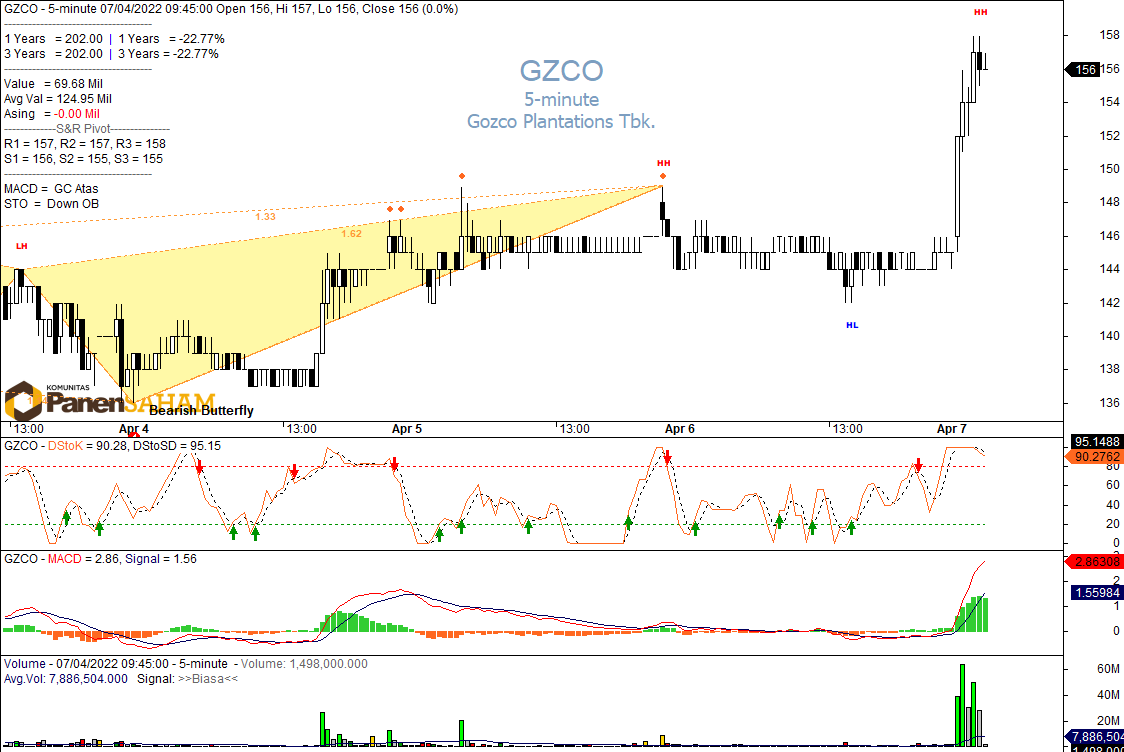 GZCO - 5-minute 07/04/2022 09:45:00 Open 156, Hi 157, Lo 156, Close 156 (0.0%)
1 Years = 202.00 | 1 Years = -22.77%
3 Years = 202.00 | 3 Years = -22.77%
Value = 69.68 Mil
Avg Val = 124.95 Mil
Asing = -0.00 Mil
-------------S&R Pivot---------------
R1 = 157, R2 = 157, R3 = 158
S1 = 156, S2 = 155, S3 = 155
MACD = GC Atas
STO = Down OB
GZCO
5-minute
Gozco Plantations Tbk.
HH
158
156
156
154
152
150
148
146
144
142
140
138
136
HH
1.33
1.62
LH
HL
KOMUNITAS
PanenSAHAM
Bearish Butterfly
13:00
Apr 4
13:00
Apr 5
13:00
Apr 6
13:00
Apr 7
GZCO - DStoK = 90.28, DStoSD = 95.15
95.1488
90.2762
80
60
40
20
0
GZCO - MACD = 2.86, Signal = 1.56
2.86308
2
1.55984
1
0
Volume - 07/04/2022 09:45:00 - 5-minute - Volume: 1,498,000.000
Avg.Vol: 7,886,504.000 Signal: >>Biasa<<
60M
40M
20M
7,886,504